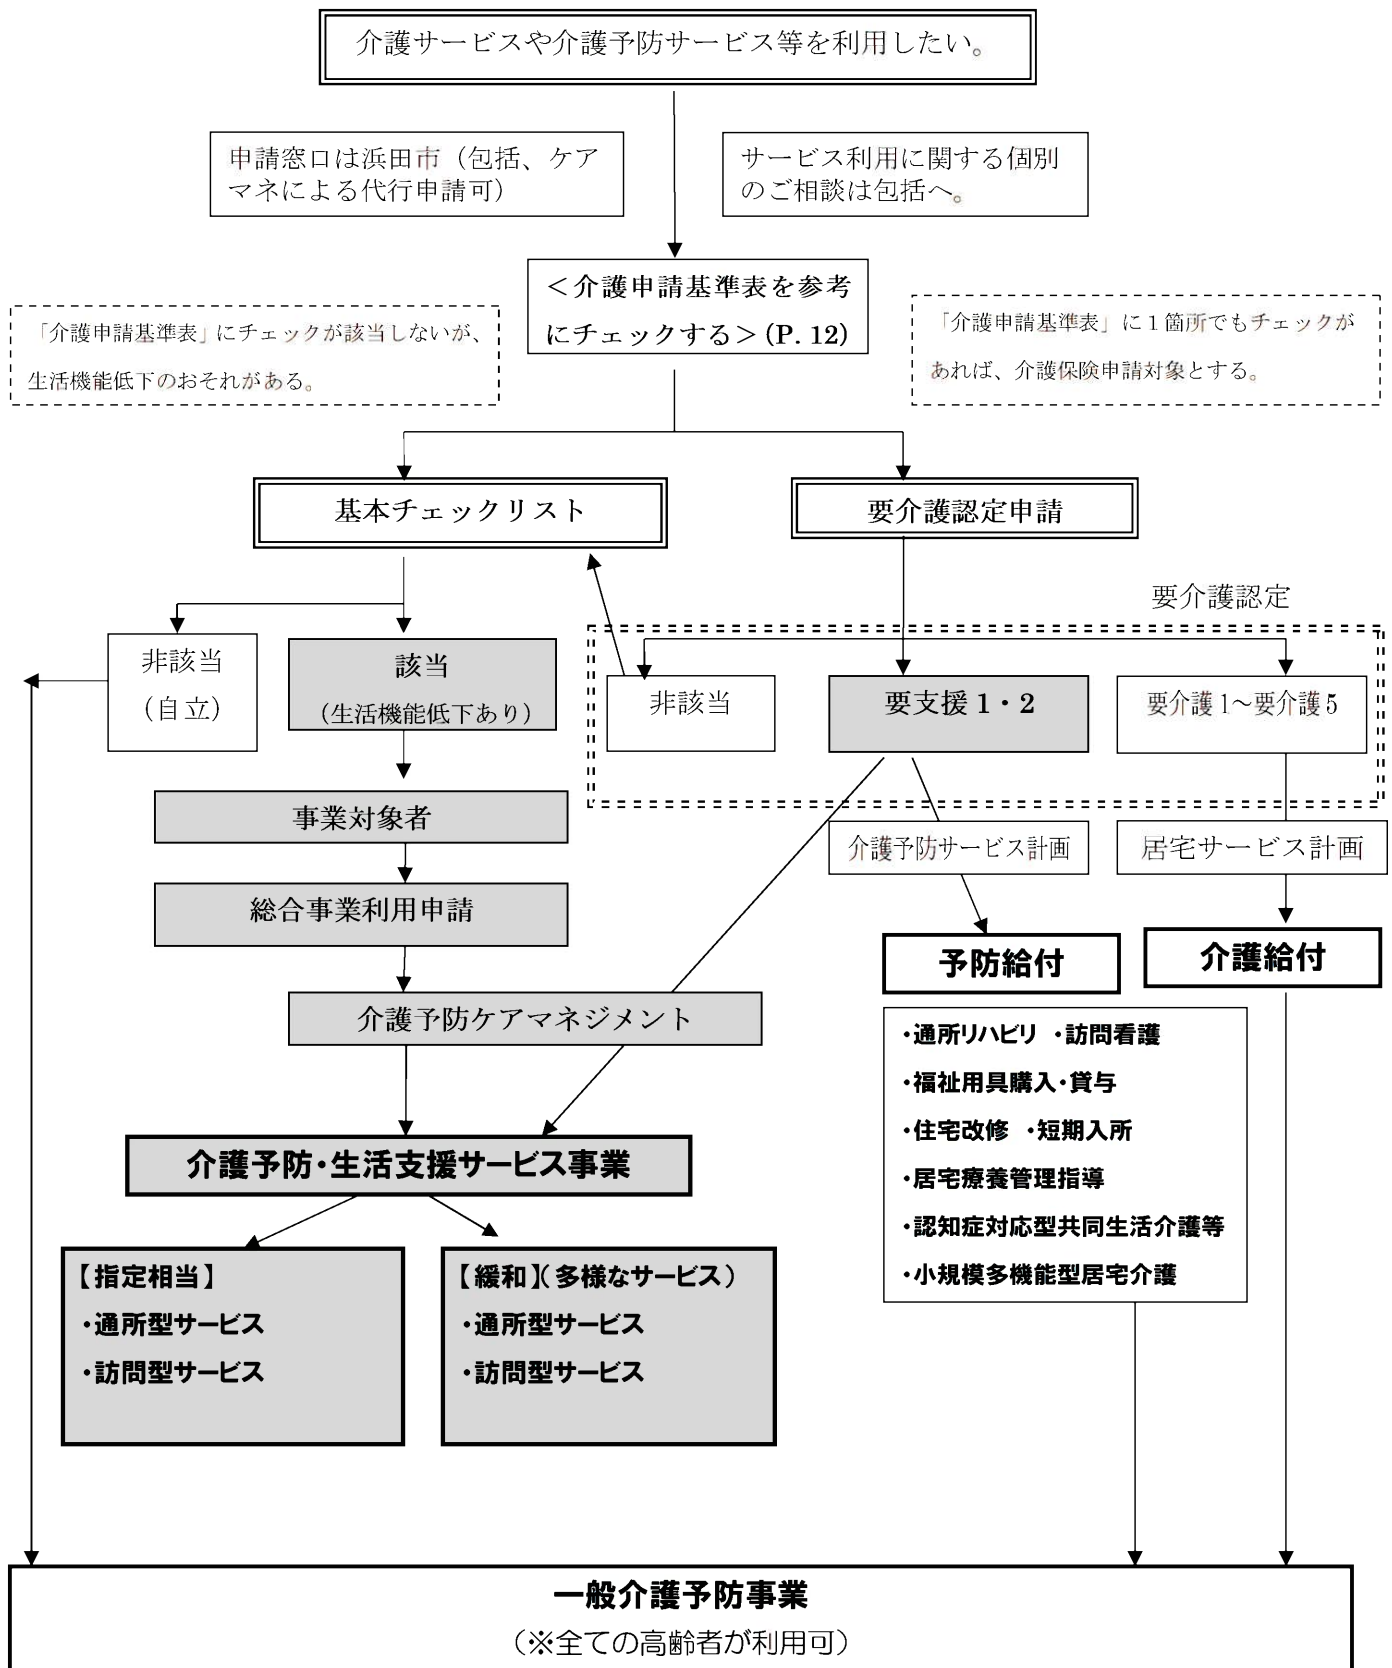 介護サービスや介護予防サービス等を利用したい。
申請窓口は浜田市（包括、ケア
マネによる代行申請可）
サービス利用に関する個別
のご相談は包括へ。
＜介護申請基準表を参考
にチェックする＞(P. 12)
「介護申請基準表」にチェックが該当しないが、
生活機能低下のおそれがある。
「介護申請基準表」に１箇所でもチェックが
あれば、介護保険申請対象とする。
基本チェックリスト
要介護認定申請
要介護認定
非該当
（自立）
該当
（生活機能低下あり）
非該当
要支援 1・2
要介護 1～要介護 5
事業対象者
介護予防サービス計画
居宅サービス計画
総合事業利用申請
予防給付
介護給付
介護予防ケアマネジメント
・通所リハビリ ・訪問看護
・福祉用具購入・貸与
・住宅改修 ・短期入所
・居宅療養管理指導
・認知症対応型共同生活介護等
・小規模多機能型居宅介護
介護予防・生活支援サービス事業
【指定相当】
・通所型サービス
・訪問型サービス
【緩和】（多様なサービス）
・通所型サービス
・訪問型サービス
一般介護予防事業
（※全ての高齢者が利用可）